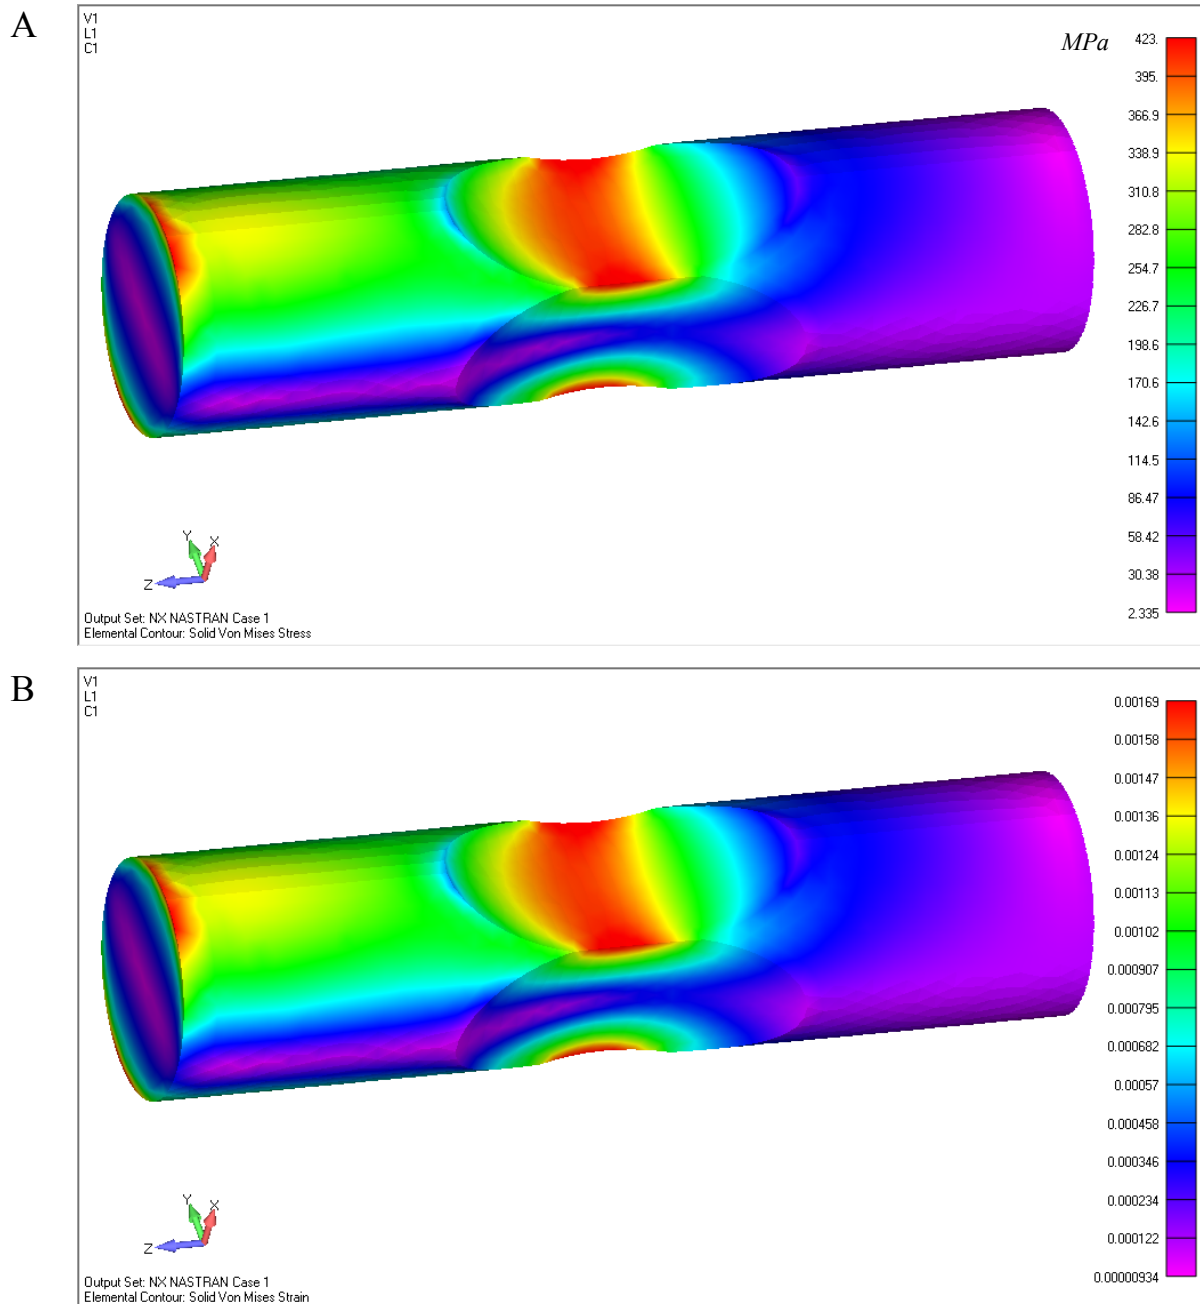 A
V1
L1
C1
MPa
423.
395.
366.9
338.9
310.8
282.8
254.7
226.7
198.6
170.6
142.6
114.5
86.47
58.42
30.38
2.335
Y
X
Z
Output Set: NX NASTRAN Case 1
Elemental Contour: Solid Von Mises Stress
B
V1
L1
C1
0.00169
0.00158
0.00147
0.00136
0.00124
0.00113
0.00102
0.000907
0.000795
0.000682
0.00057
0.000458
0.000346
0.000234
0.000122
0.00000934
Y
X
Z
Output Set: NX NASTRAN Case 1
Elemental Contour: Solid Von Mises Strain